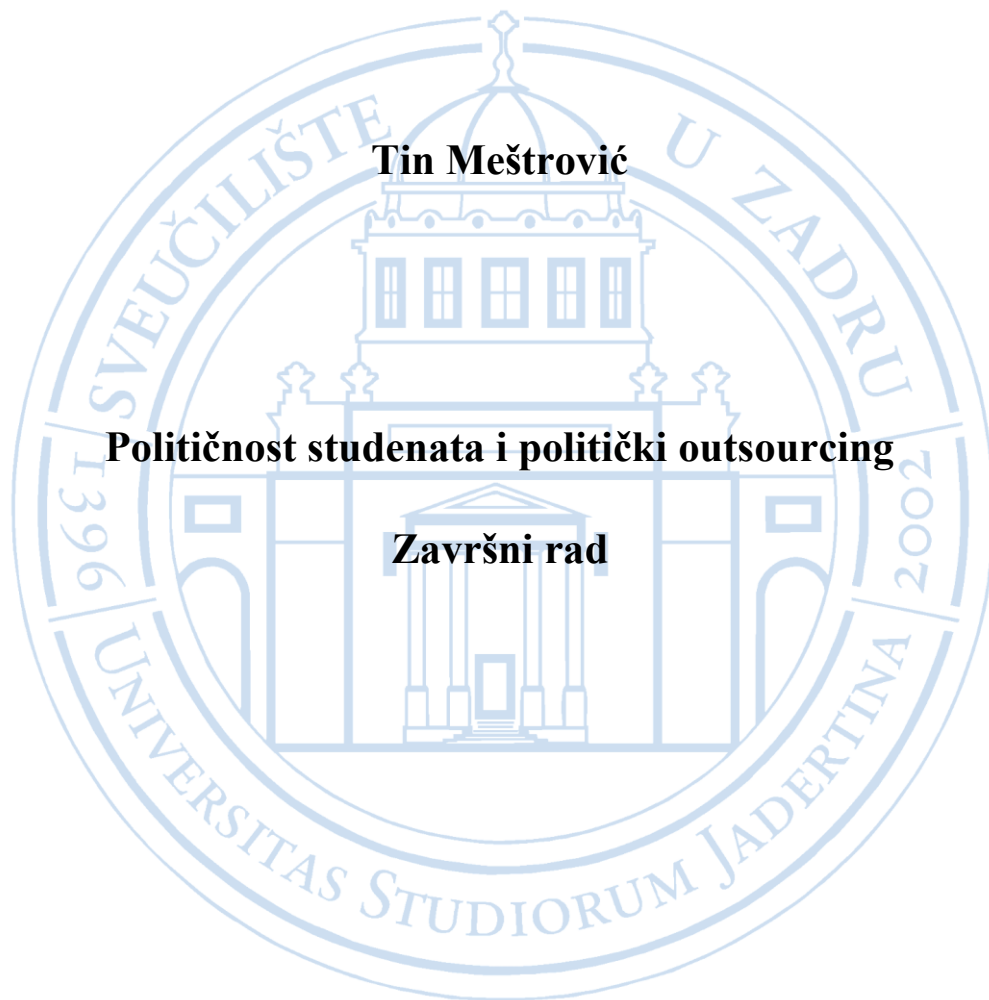 Tin Meštrović
Političnost studenata i politički outsourcing
Završni rad
SVEUČILIŠTE U ZADRU
1396
2002
UNIVERSITAS STUDIORUM JADERTINA